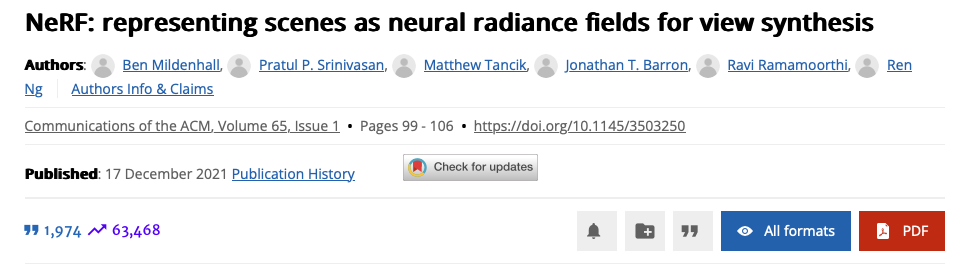 NeRF: representing scenes as neural radiance fields for view synthesis
Authors: Ben Mildenhall, Pratul P. Srinivasan, Matthew Tancik, Jonathan T. Barron, Ravi Ramamoorthi, Ren
Ng Authors Info & Claims
Communications of the ACM, Volume 65, Issue 1 • Pages 99 - 106 • https://doi.org/10.1145/3503250
Published: 17 December 2021 Publication History Check for updates
1,974 63,468 All formats PDF